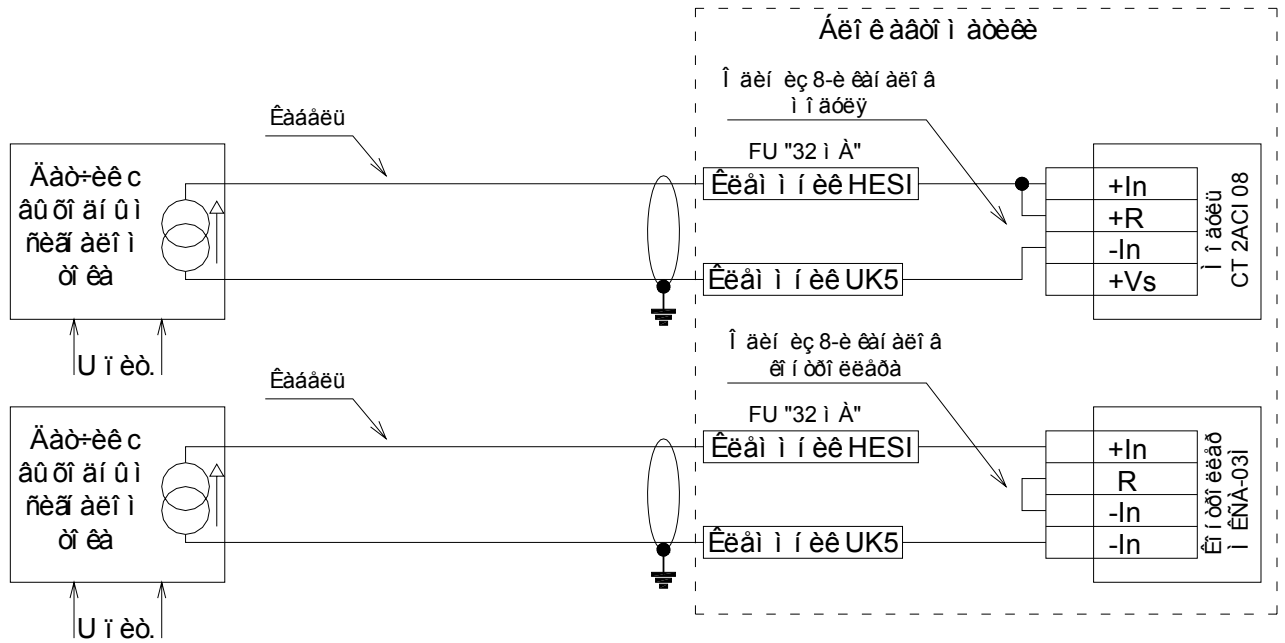 Áëî ê àâòî ì àòèêè
Î äèí èç 8-è êàí àëî â
ì î äóëÿ
Êàáåëü
FU "32 ì À"
Äàò÷èê с
âû õî äí û ì
ñèãí àëî ì
òî êà
Êëåì ì í èê HESI
Êëåì ì í èê UK5
+In
+R
-In
+Vs
Ì î äóëü
CT 2ACI 08
U ï èò.
Î äèí èç 8-è êàí àëî â
êî í òðî ëëåðà
Êàáåëü
FU "32 ì À"
Äàò÷èê с
âû õî äí û ì
ñèãí àëî ì
òî êà
Êëåì ì í èê HESI
Êëåì ì í èê UK5
+In
R
-In
-In
Êî í òðî ëëåð
Ì ÊÑÀ-03Ì
U ï èò.